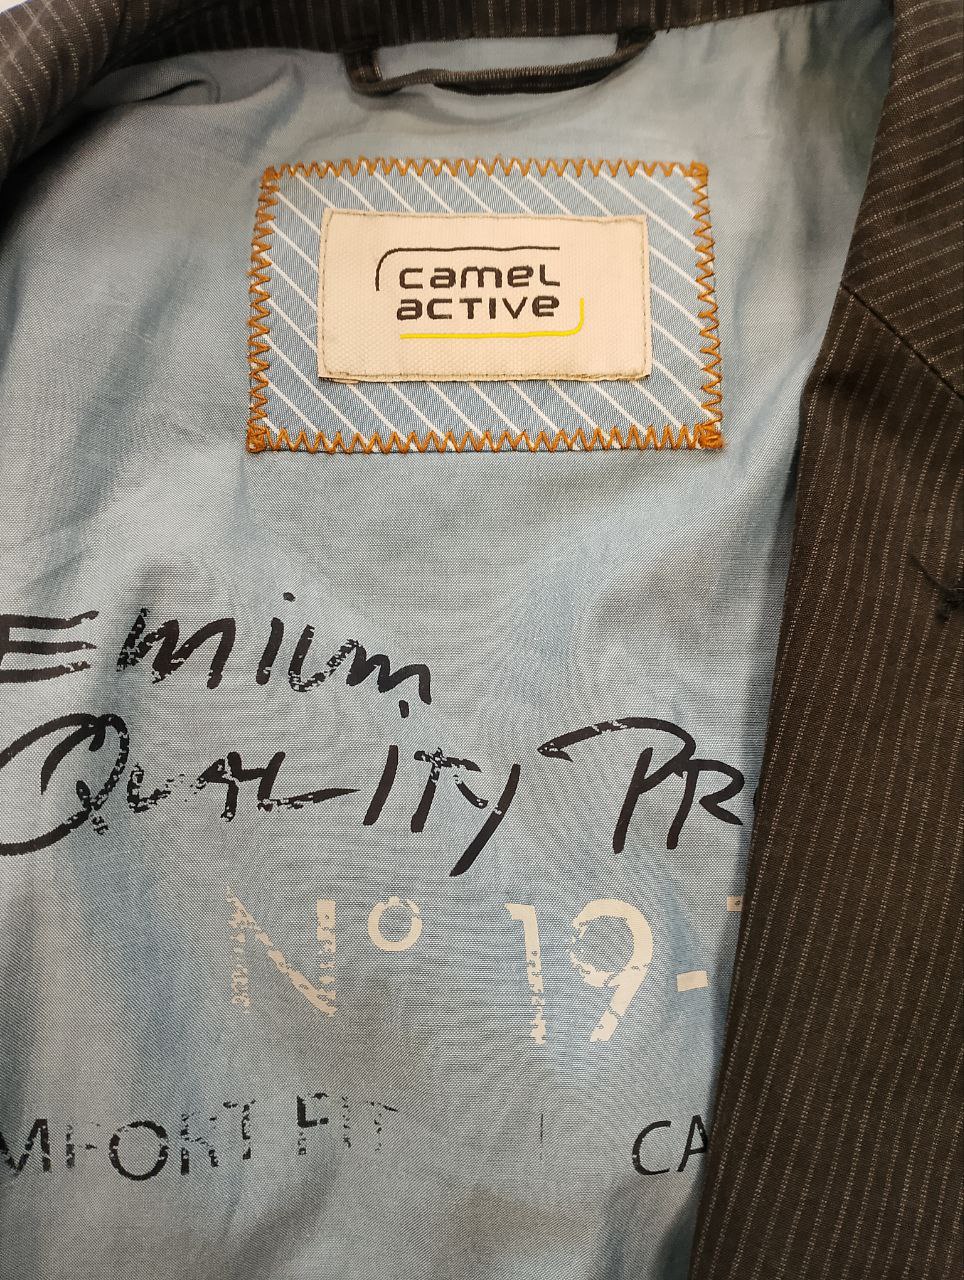 camel
active
EMIUM
QUALITY PR
N° 19-
MFORT FIT | CA